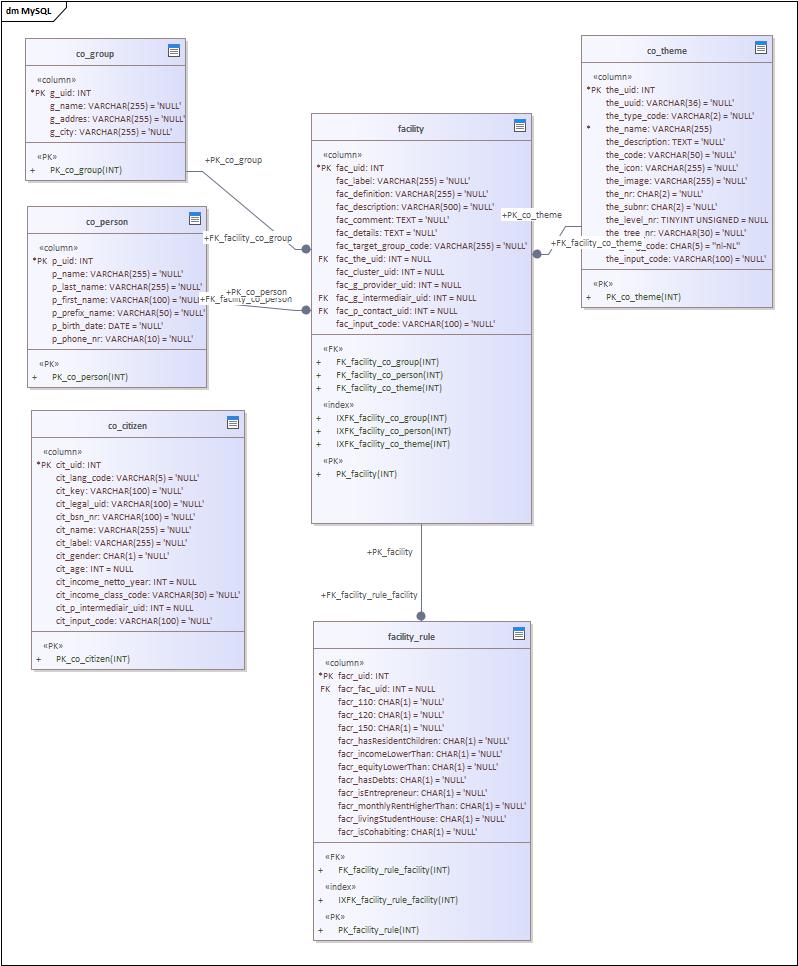 dm MySQL
co_group
«column»
*PK g_uid: INT
g_name: VARCHAR(255) = 'NULL'
g_addres: VARCHAR(255) = 'NULL'
g_city: VARCHAR(255) = 'NULL'
«PK»
+ PK_co_group(INT)
+PK_co_group
+FK_facility_co_group
co_person
«column»
*PK p_uid: INT
p_name: VARCHAR(255) = 'NULL'
p_last_name: VARCHAR(255) = 'NULL'
p_first_name: VARCHAR(100) = 'NULL'
p_prefix_name: VARCHAR(50) = 'NULL'
p_birth_date: DATE = 'NULL'
p_phone_nr: VARCHAR(10) = 'NULL'
«PK»
+ PK_co_person(INT)
+PK_co_person
+FK_facility_co_person
co_citizen
«column»
*PK cit_uid: INT
cit_lang_code: VARCHAR(5) = 'NULL'
cit_key: VARCHAR(100) = 'NULL'
cit_legal_uid: VARCHAR(100) = 'NULL'
cit_bsn_nr: VARCHAR(100) = 'NULL'
cit_name: VARCHAR(255) = 'NULL'
cit_label: VARCHAR(255) = 'NULL'
cit_gender: CHAR(1) = 'NULL'
cit_age: INT = NULL
cit_income_netto_year: INT = NULL
cit_income_class_code: VARCHAR(30) = 'NULL'
cit_p_intermediair_uid: INT = NULL
cit_input_code: VARCHAR(100) = 'NULL'
«PK»
+ PK_co_citizen(INT)
facility
«column»
*PK fac_uid: INT
fac_label: VARCHAR(255) = 'NULL'
fac_definition: VARCHAR(255) = 'NULL'
fac_description: VARCHAR(500) = 'NULL'
fac_comment: TEXT = 'NULL'
fac_details: TEXT = 'NULL'
fac_target_group_code: VARCHAR(255) = 'NULL'
FK fac_the_uid: INT = NULL
fac_cluster_uid: INT = NULL
fac_g_provider_uid: INT = NULL
FK fac_g_intermediair_uid: INT = NULL
FK fac_p_contact_uid: INT = NULL
fac_input_code: VARCHAR(100) = 'NULL'
«FK»
+ FK_facility_co_group(INT)
+ FK_facility_co_person(INT)
+ FK_facility_co_theme(INT)
«index»
+ IXFK_facility_co_group(INT)
+ IXFK_facility_co_person(INT)
+ IXFK_facility_co_theme(INT)
«PK»
+ PK_facility(INT)
+PK_co_theme
+FK_facility_co_theme
co_theme
«column»
*PK the_uid: INT
the_uuid: VARCHAR(36) = 'NULL'
the_type_code: VARCHAR(2) = 'NULL'
* the_name: VARCHAR(255)
the_description: TEXT = 'NULL'
the_code: VARCHAR(50) = 'NULL'
the_icon: VARCHAR(255) = 'NULL'
the_image: VARCHAR(255) = 'NULL'
the_nr: CHAR(2) = 'NULL'
the_subnr: CHAR(2) = 'NULL'
the_level_nr: TINYINT UNSIGNED = NULL
the_tree_nr: VARCHAR(30) = 'NULL'
g_code: CHAR(5) = "nl-NL"
the_input_code: VARCHAR(100) = 'NULL'
«PK»
+ PK_co_theme(INT)
+PK_facility
+FK_facility_rule_facility
facility_rule
«column»
*PK facr_uid: INT
FK facr_fac_uid: INT = NULL
facr_110: CHAR(1) = 'NULL'
facr_120: CHAR(1) = 'NULL'
facr_150: CHAR(1) = 'NULL'
facr_hasResidentChildren: CHAR(1) = 'NULL'
facr_incomeLowerThan: CHAR(1) = 'NULL'
facr_equityLowerThan: CHAR(1) = 'NULL'
facr_hasDebts: CHAR(1) = 'NULL'
facr_isEntrepreneur: CHAR(1) = 'NULL'
facr_monthlyRentHigherThan: CHAR(1) = 'NULL'
facr_livingStudentHouse: CHAR(1) = 'NULL'
facr_isCohabiting: CHAR(1) = 'NULL'
«FK»
+ FK_facility_rule_facility(INT)
«index»
+ IXFK_facility_rule_facility(INT)
«PK»
+ PK_facility_rule(INT)